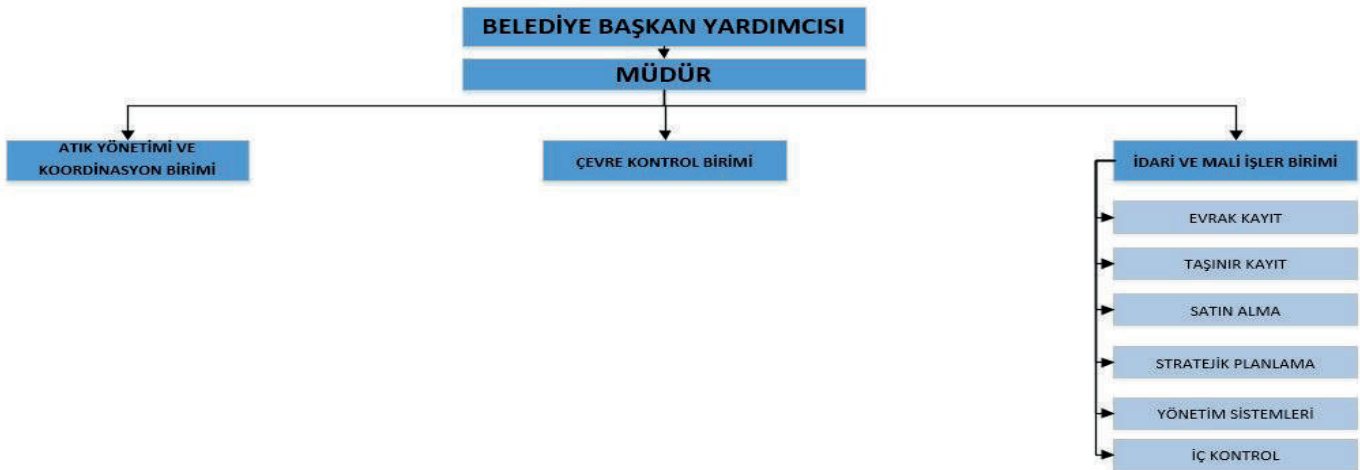 BELEDİYE BAŞKAN YARDIMCISI
MÜDÜR
ATIK YÖNETİMİ VE
KOORDİNASYON BİRİMİ
ÇEVRE KONTROL BİRİMİ
İDARİ VE MALİ İŞLER BİRİMİ
EVRAK KAYIT
TAŞINIR KAYIT
SATIN ALMA
STRATEJİK PLANLAMA
YÖNETİM SİSTEMLERİ
İÇ KONTROL